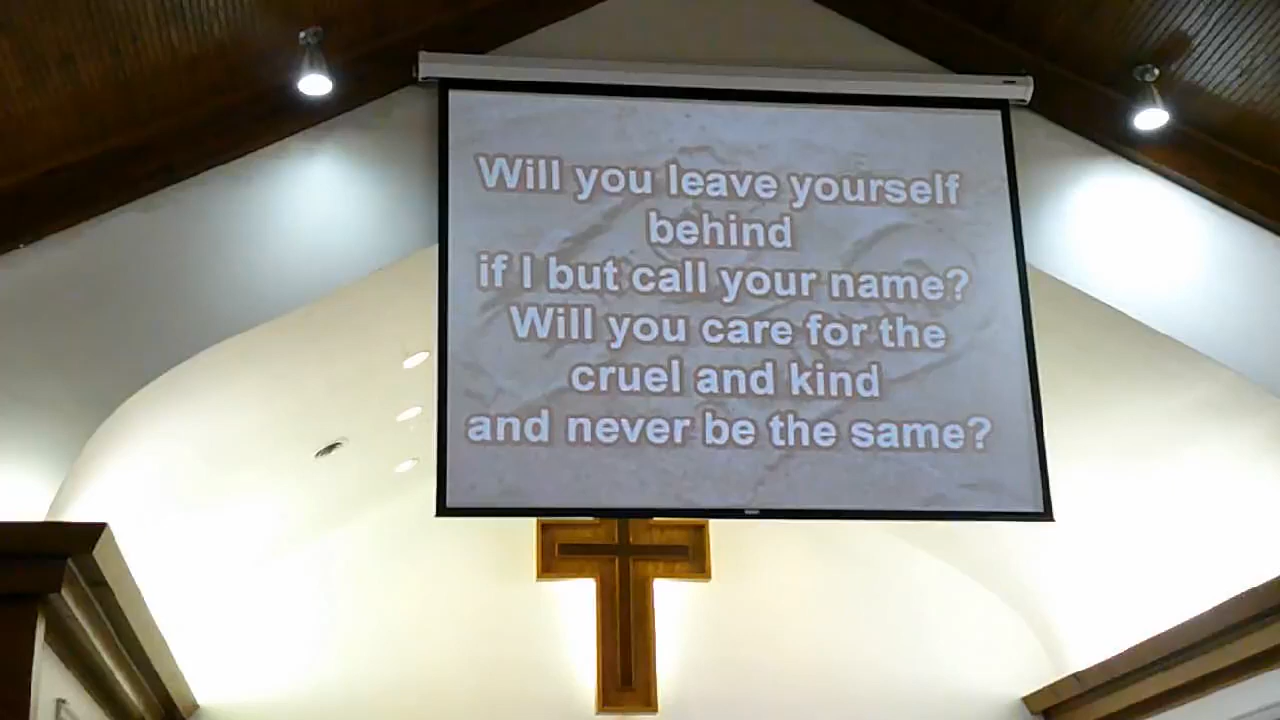 Will you leave yourself
behind
if I but call your name?
Will you care for the
cruel and kind
and never be the same?